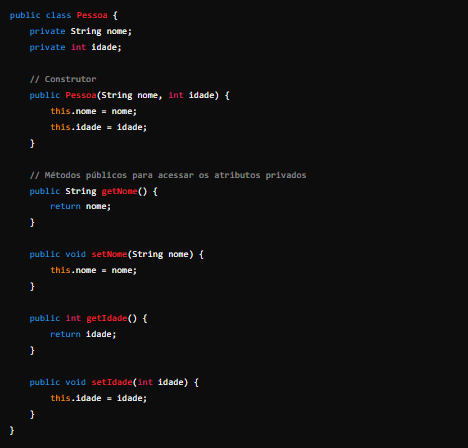 public class Pessoa {
    private String nome;
    private int idade;

    // Construtor
    public Pessoa(String nome, int idade) {
        this.nome = nome;
        this.idade = idade;
    }

    // Métodos públicos para acessar os atributos privados
    public String getNome() {
        return nome;
    }

    public void setNome(String nome) {
        this.nome = nome;
    }

    public int getIdade() {
        return idade;
    }

    public void setIdade(int idade) {
        this.idade = idade;
    }
}